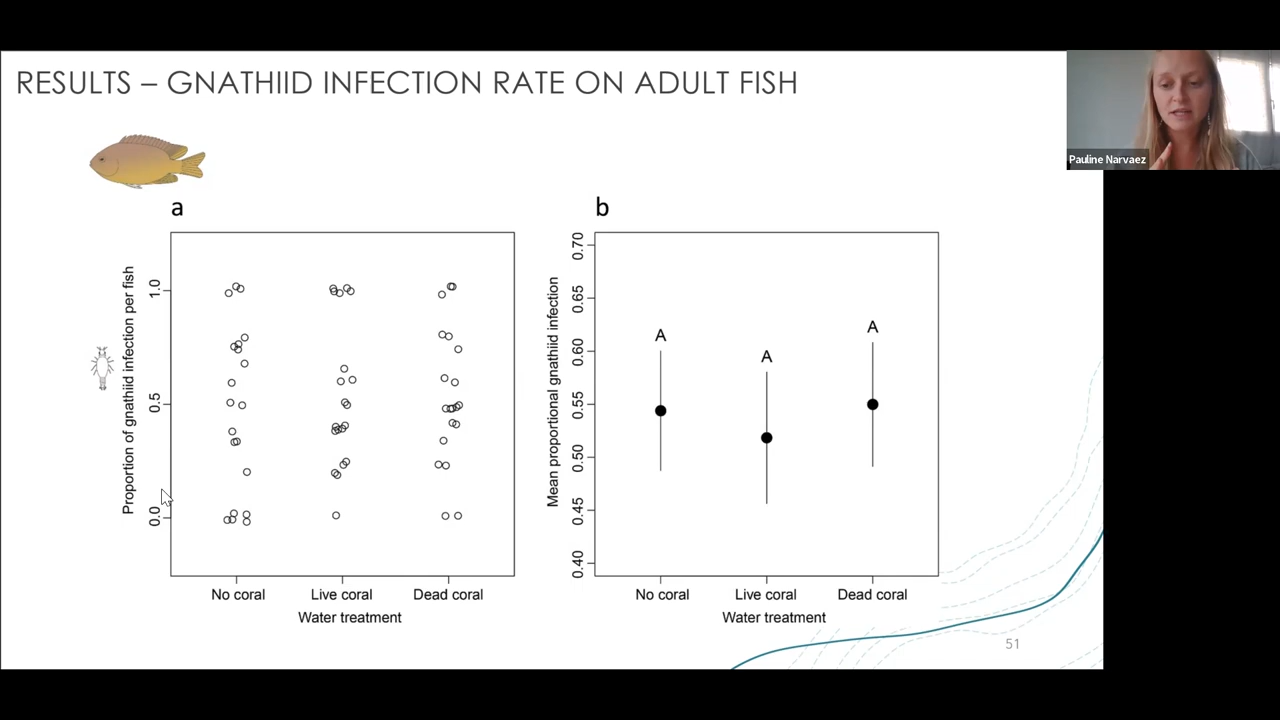 RESULTS – GNATHIID INFECTION RATE ON ADULT FISH
Pauline Narvaez
a
Proportion of gnathiid infection per fish
1.0
0.5
0.0
No coral Live coral Dead coral
Water treatment
b
Mean proportional gnathiid infection
0.70
0.65
0.60
0.55
0.50
0.45
0.40
A
A
A
No coral Live coral Dead coral
Water treatment
51